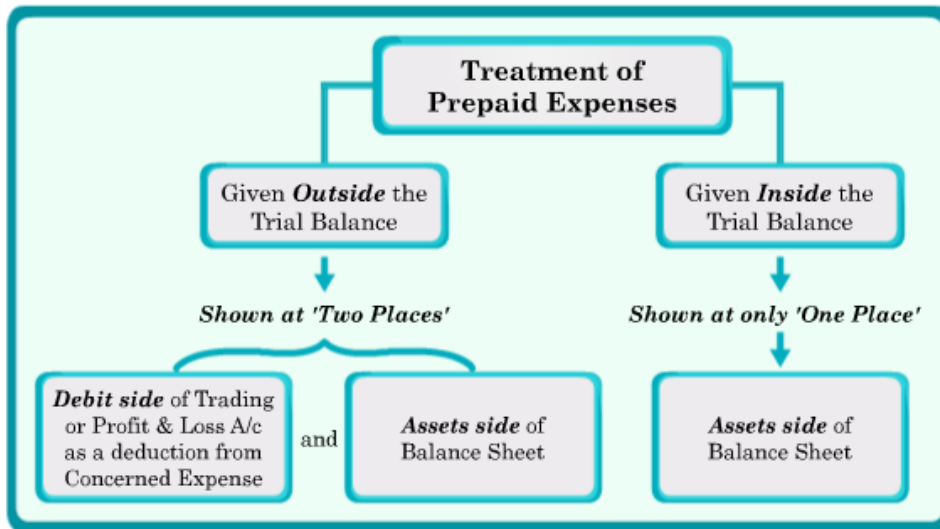 Treatment of
Prepaid Expenses
Given Outside the
Trial Balance
Given Inside the
Trial Balance
Shown at 'Two Places'
Shown at only 'One Place'
Debit side of Trading
or Profit & Loss A/c
as a deduction from
Concerned Expense
and
Assets side of
Balance Sheet
Assets side of
Balance Sheet